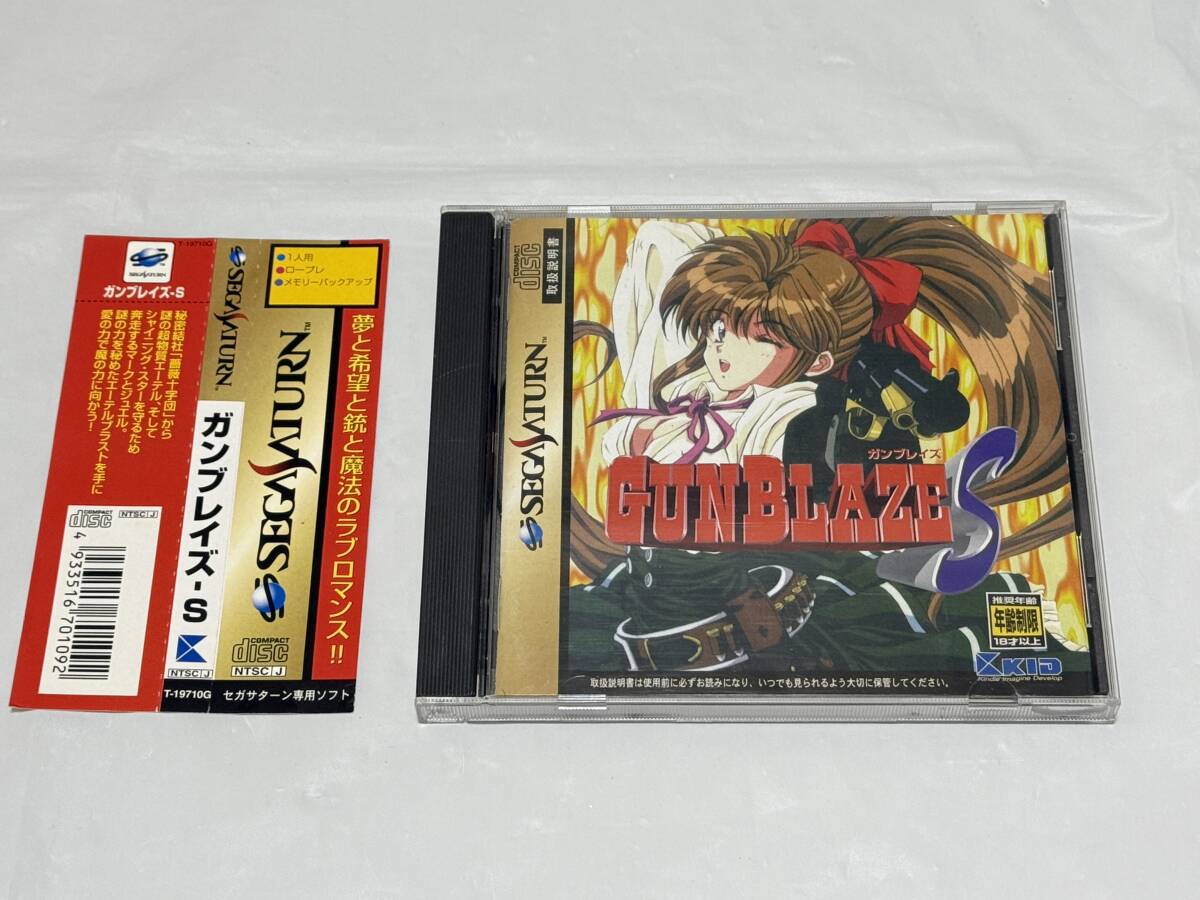 T-19710G
SEGASATURN
ガンブレイズ-S
秘密結社「薔薇十字団」から
謎の超物質エーテル、そして
シャイニング・スターを守るため
奔走するマークとジュエル。
謎の力を秘めたエーテルブラストを手に
愛の力で魔の力に向かう!
COMPACT
disc
NTSC J
4 933516 701092
SEGASATURN™
ガンブレイズ-S
NTSC J
T-19710G
1人用
ロープレ
メモリーバックアップ
SEGASATURN™
COMPACT
disc
NTSC J
セガサターン専用ソフト
夢と希望と銃と魔法のラブロマンス!!
COMPACT
disc
取扱説明書
SEGASATURN™
ガンブレイズ
GUNBLAZE S
推奨年齢
年齢制限
18才以上
KID
Kindle Imagine Develop
取扱説明書は使用前に必ずお読みになり、いつでも見られるよう大切に保管してください。